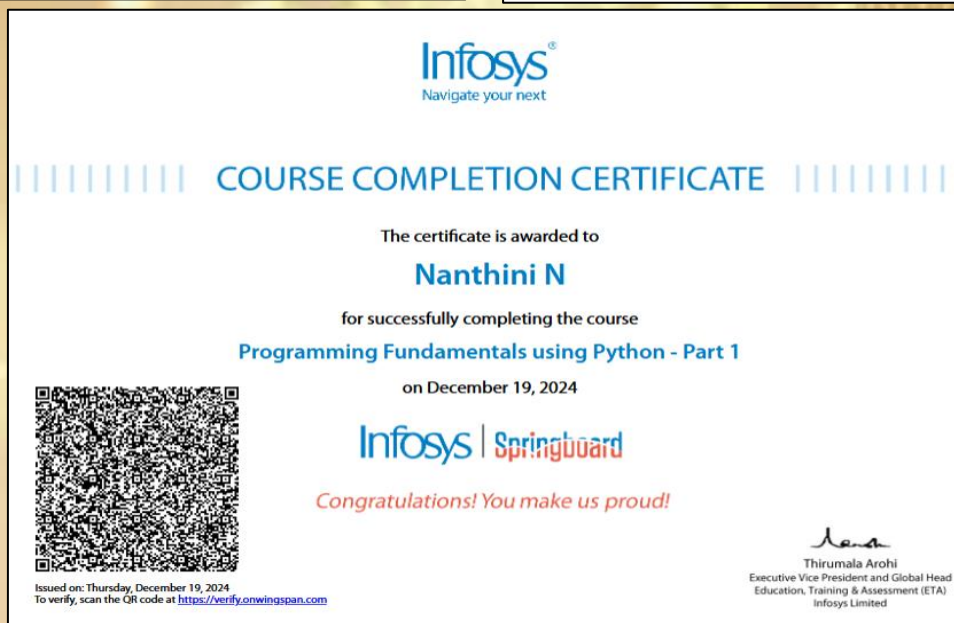 Infosys®
Navigate your next
COURSE COMPLETION CERTIFICATE
The certificate is awarded to
Nanthini N
for successfully completing the course
Programming Fundamentals using Python - Part 1
on December 19, 2024
Infosys | Springboard
Congratulations! You make us proud!
Issued on: Thursday, December 19, 2024
To verify, scan the QR code at https://verify.onwingspan.com
Thirumala Arohi
Executive Vice President and Global Head
Education, Training & Assessment (ETA)
Infosys Limited